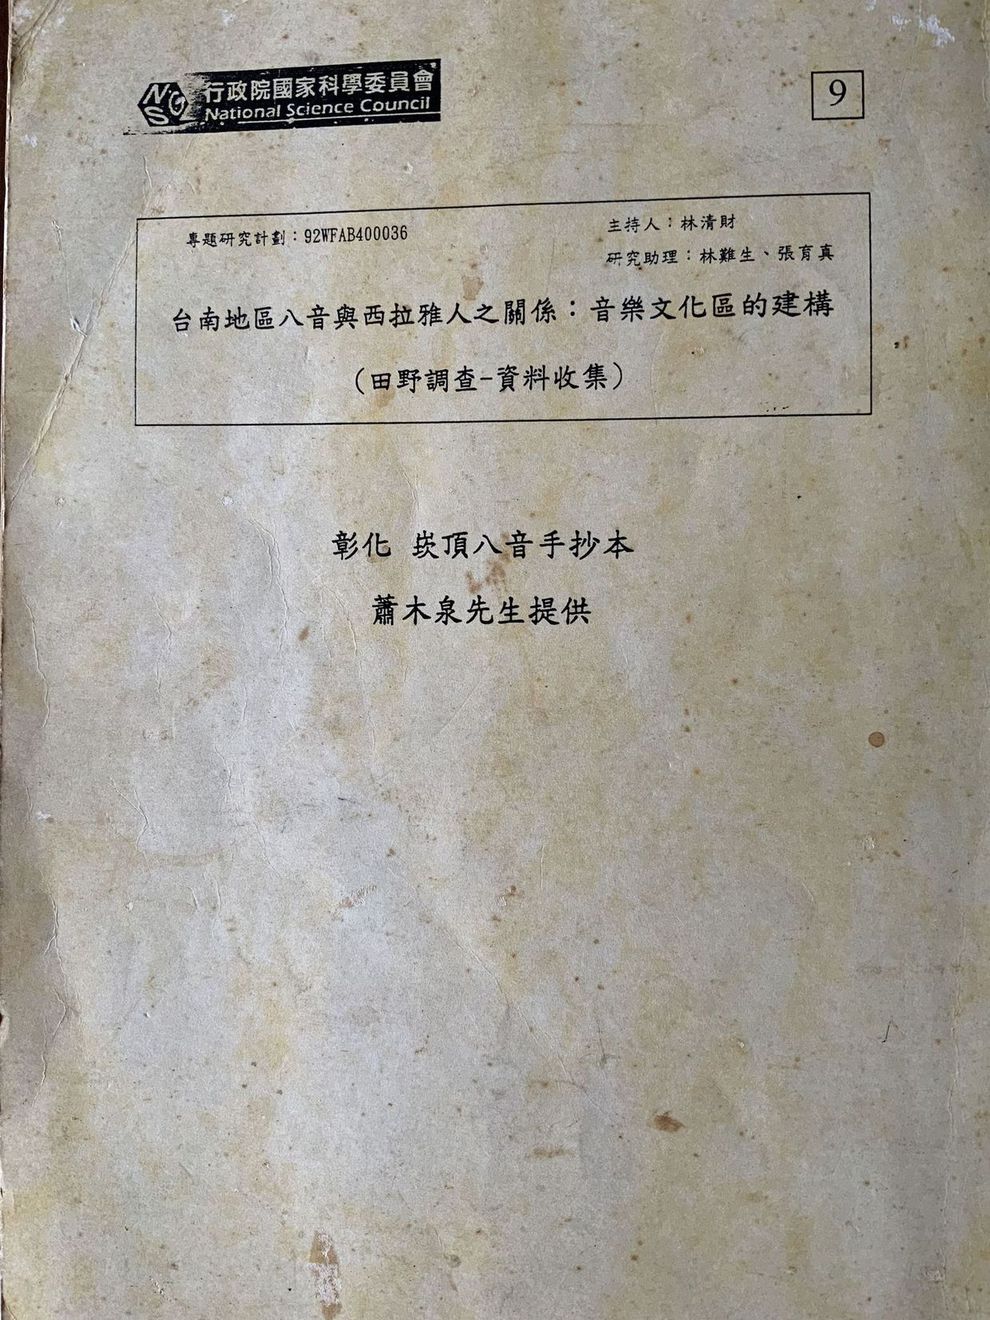 NSC 行政院國家科學委員會
National Science Council
9
專題研究計劃：92WFAB400036
主持人：林清財
研究助理：林難生、張育真
台南地區八音與西拉雅人之關係：音樂文化區的建構
（田野調查-資料收集）
彰化 崁頂八音手抄本
蕭木泉先生提供